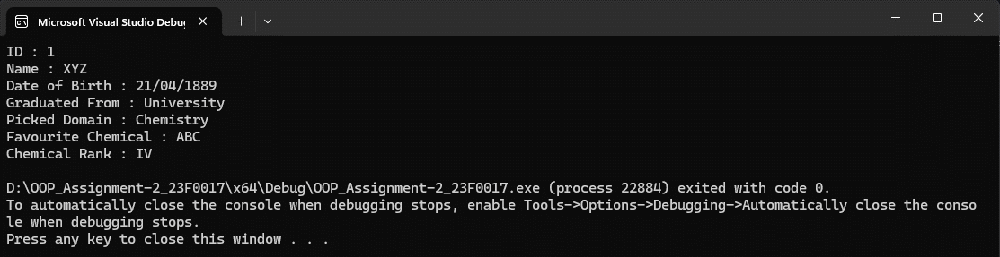 Microsoft Visual Studio Debu
ID : 1
Name : XYZ
Date of Birth : 21/04/1889
Graduated From : University
Picked Domain : Chemistry
Favourite Chemical : ABC
Chemical Rank : IV
D:\OOP_Assignment-2_23F0017\x64\Debug\OOP_Assignment-2_23F0017.exe (process 22884) exited with code 0.
To automatically close the console when debugging stops, enable Tools->Options->Debugging->Automatically close the conso
le when debugging stops.
Press any key to close this window . . .